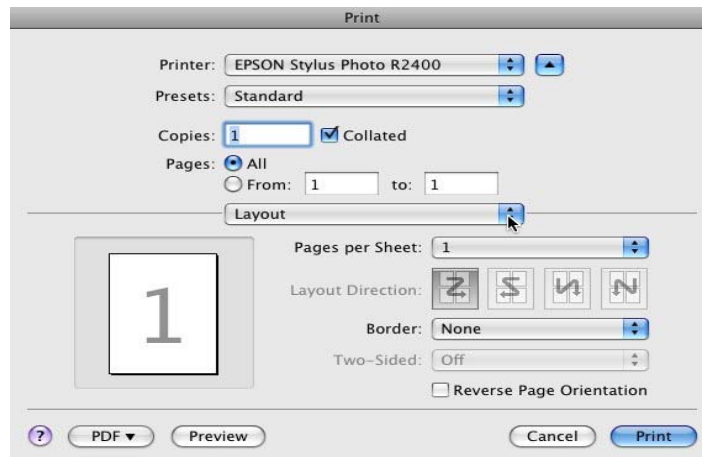 Print
Printer: EPSON Stylus Photo R2400
Presets: Standard
Copies: 1 Collated
Pages: All
From: 1 to: 1
Layout
Pages per Sheet: 1
Layout Direction:
Border: None
Two-Sided: Off
Reverse Page Orientation
1
? PDF▼ Preview Cancel Print